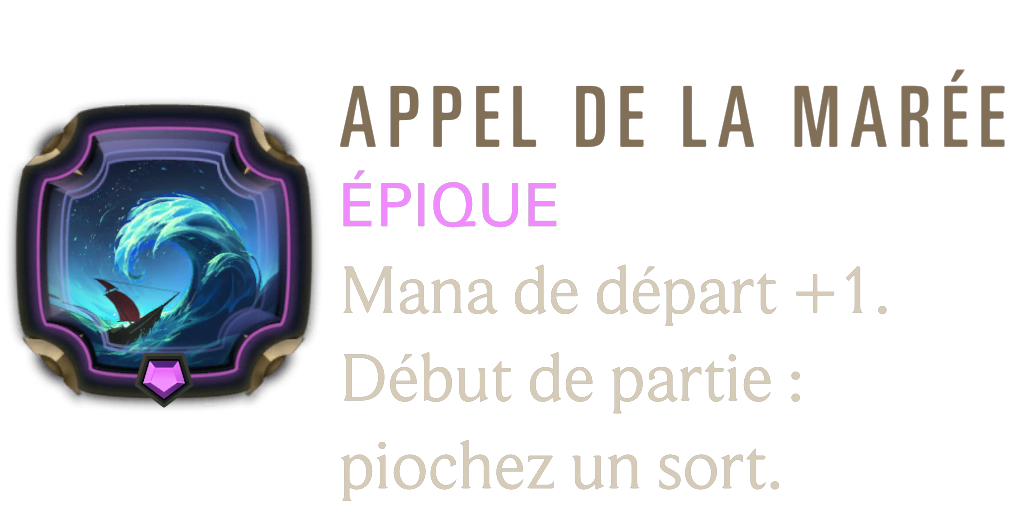 APPEL DE LA MARÉE
ÉPIQUE
Mana de départ +1.
Début de partie :
piochez un sort.